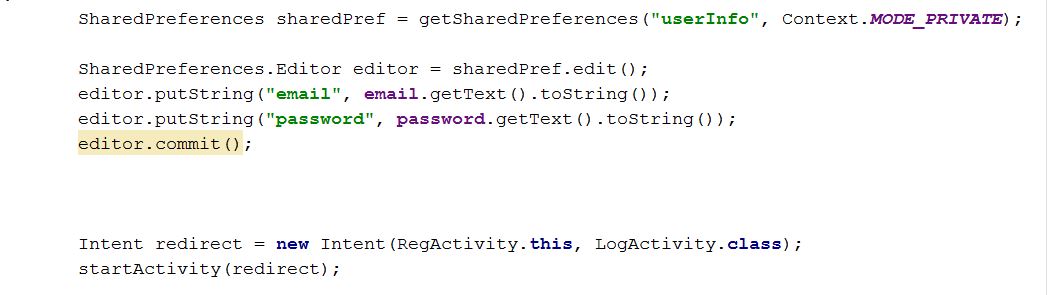 SharedPreferences sharedPref = getSharedPreferences("userInfo", Context.MODE_PRIVATE);
SharedPreferences.Editor editor = sharedPref.edit();
editor.putString("email", email.getText().toString());
editor.putString("password", password.getText().toString());
editor.commit();
Intent redirect = new Intent(RegActivity.this, LogActivity.class);
startActivity(redirect);